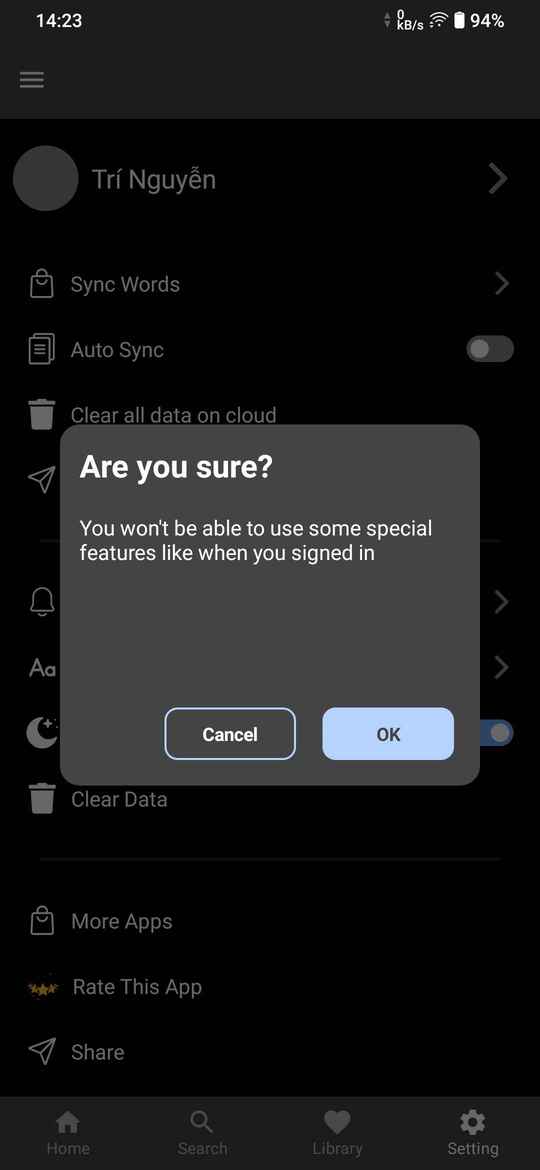 14:23
0
kB/s
94%
Trí Nguyễn
Sync Words
Auto Sync
Clear all data on cloud
Are you sure?
You won't be able to use some special
features like when you signed in
Aa
Cancel
OK
Clear Data
More Apps
Rate This App
Share
Home
Search
Library
Setting